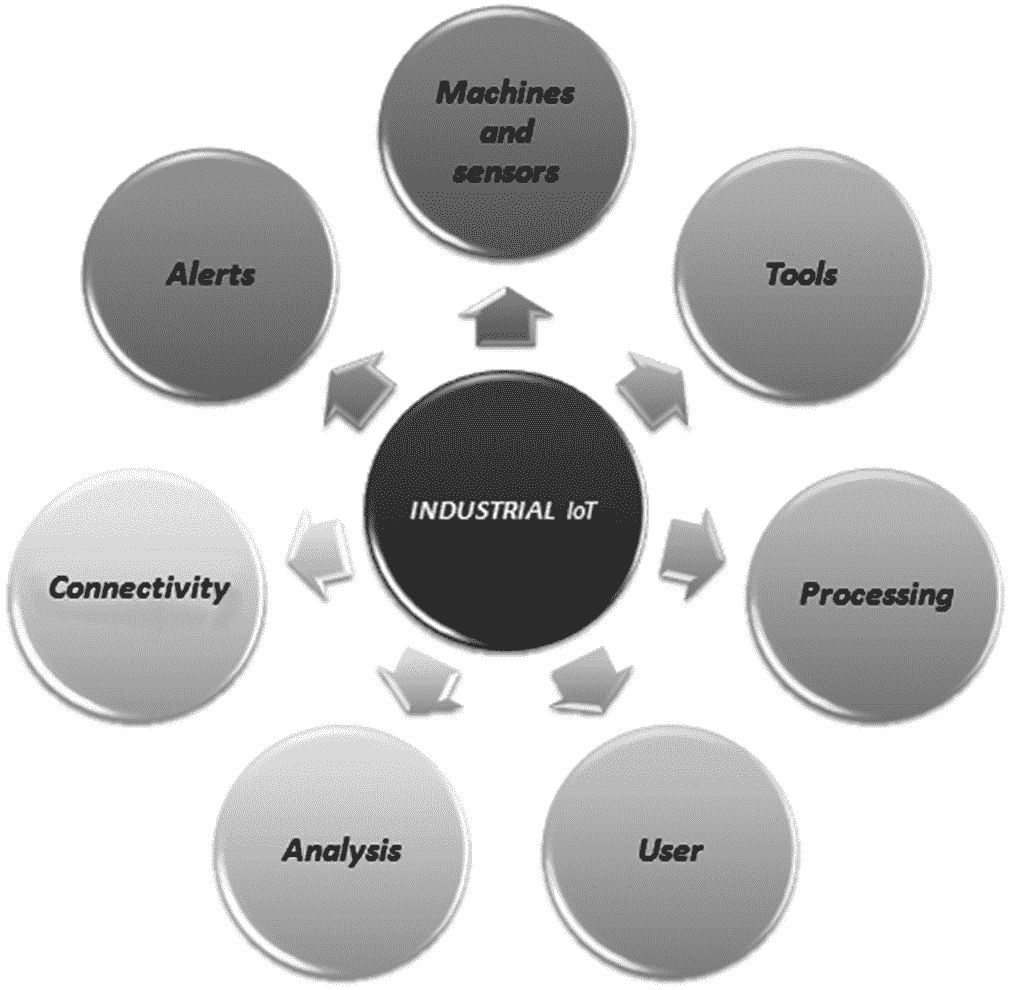 Machines
and
sensors
Alerts
Tools
INDUSTRIAL IoT
Connectivity
Processing
Analysis
User